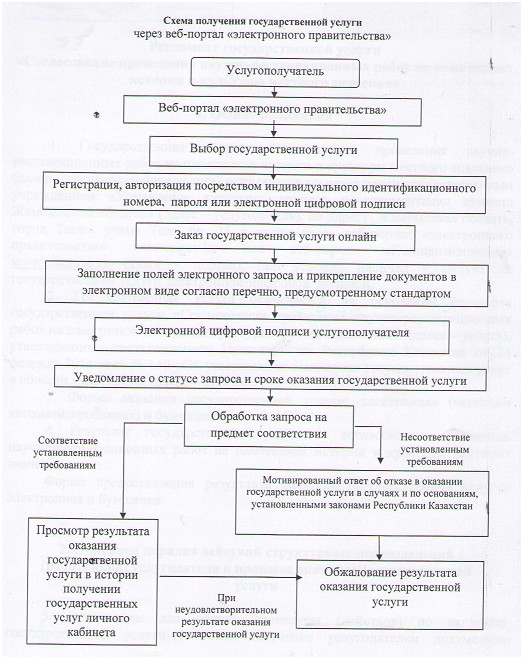 Схема получения государственной услуги
через веб-портал «электронного правительства»
Услугополучатель
Веб-портал «электронного правительства»
Выбор государственной услуги
Регистрация, авторизация посредством индивидуального идентификационного
номера, пароля или электронной цифровой подписи
Заказ государственной услуги онлайн
Заполнение полей электронного запроса и прикрепление документов в
электронном виде согласно перечню, предусмотренному стандартом
Электронной цифровой подписи услугополучателя
Уведомление о статусе запроса и сроке оказания государственной услуги
Обработка запроса на
предмет соответствия
Соответствие
установленным
требованиям
Несоответствие
установленным
требованиям
Мотивированный ответ об отказе в оказании
государственной услуги в случаях и по основаниям,
установленными законами Республики Казахстан
Просмотр результата
оказания
государственной
услуги в истории
получении
государственных
услуг личного
кабинета
При
неудовлетворительном
результате оказания
государственной услуги
Обжалование результата
оказания государственной
услуги